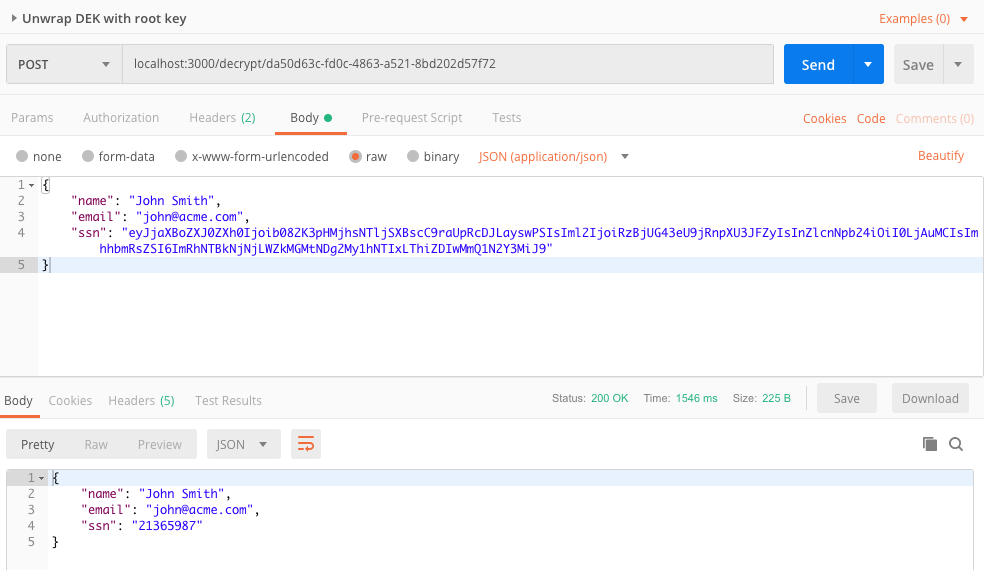 Unwrap DEK with root key
Examples (0)
POST
localhost:3000/decrypt/da50d63c-fd0c-4863-a521-8bd202d57f72
Send
Save
Params
Authorization
Headers (2)
Body
Pre-request Script
Tests
Cookies
Code
Comments (0)
none
form-data
x-www-form-urlencoded
raw
binary
JSON (application/json)
Beautify
1 {
2 "name": "John Smith",
3 "email": "john@acme.com",
4 "ssn": "eyJjaXBoZXJ0ZXh0Ijoib082K3pHMjhsNTljSXBscC9raUpRcDJLayswPSIsIml2IjoiRzBjUG43eU9jRnpXU3JFZyIsInZlcnNpb24iOiI0LjAuMCIsIm
hhbmRsZSI6ImRhNTBkNjNjLWZkMGMtNDg2My1hNTIxLThiZDIwMmQ1N2Y3MiJ9"
5 }
Body
Cookies
Headers (5)
Test Results
Status: 200 OK
Time: 1546 ms
Size: 225 B
Save
Download
Pretty
Raw
Preview
JSON
1 {
2 "name": "John Smith",
3 "email": "john@acme.com",
4 "ssn": "21365987"
5 }